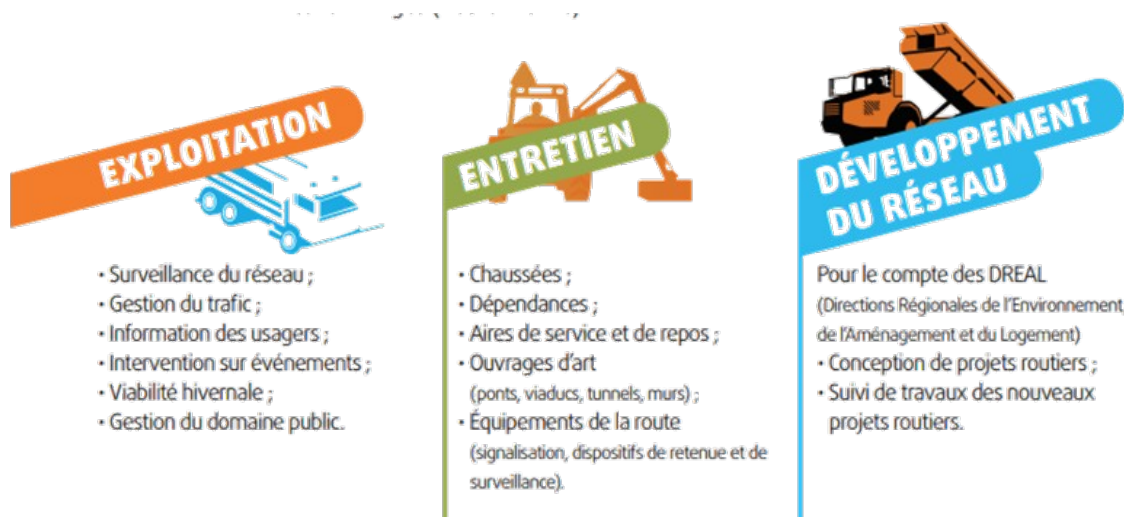 EXPLOITATION
• Surveillance du réseau ;
• Gestion du trafic ;
• Information des usagers ;
• Intervention sur événements ;
• Viabilité hivernale ;
• Gestion du domaine public.
ENTRETIEN
• Chaussées ;
• Dépendances ;
• Aires de service et de repos ;
• Ouvrages d'art
(ponts, viaducs, tunnels, murs) ;
• Équipements de la route
(signalisation, dispositifs de retenue et de
surveillance).
DÉVELOPPEMENT
DU RÉSEAU
Pour le compte des DREAL
(Directions Régionales de l'Environnement,
de l'Aménagement et du Logement)
• Conception de projets routiers ;
• Suivi de travaux des nouveaux
projets routiers.